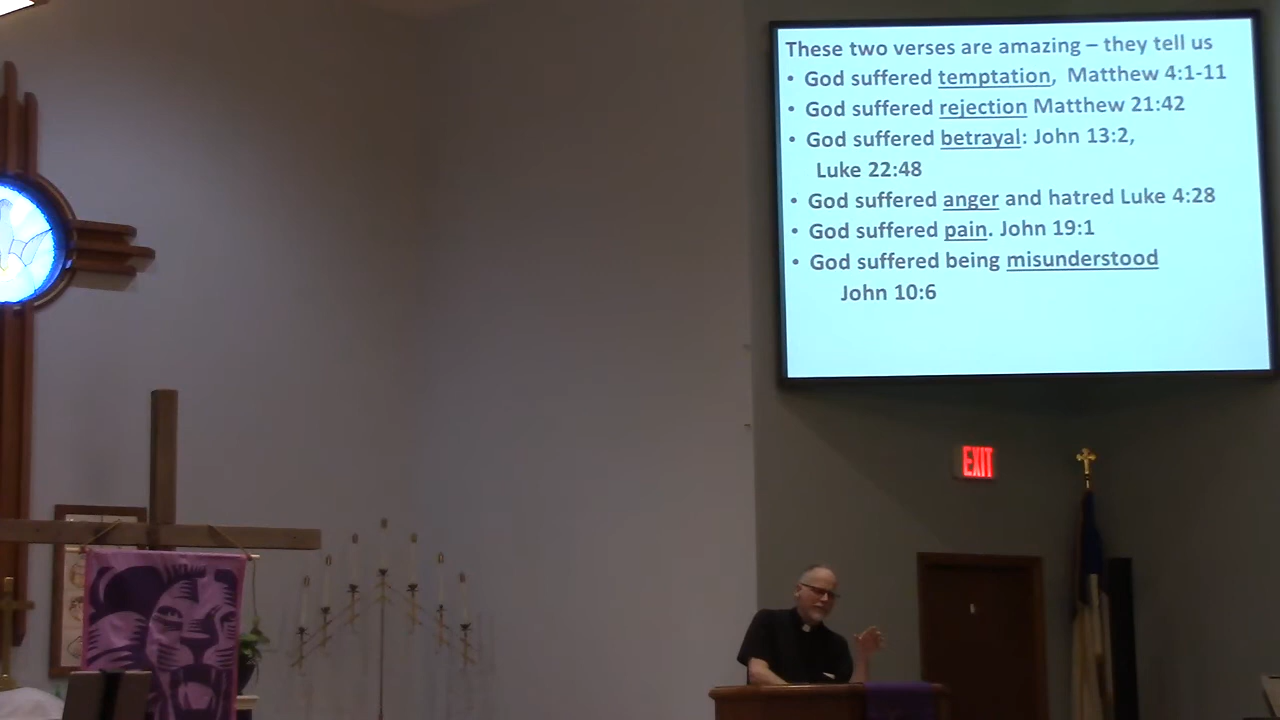 These two verses are amazing – they tell us
• God suffered temptation, Matthew 4:1-11
• God suffered rejection Matthew 21:42
• God suffered betrayal: John 13:2,
Luke 22:48
• God suffered anger and hatred Luke 4:28
• God suffered pain. John 19:1
• God suffered being misunderstood
John 10:6
EXIT